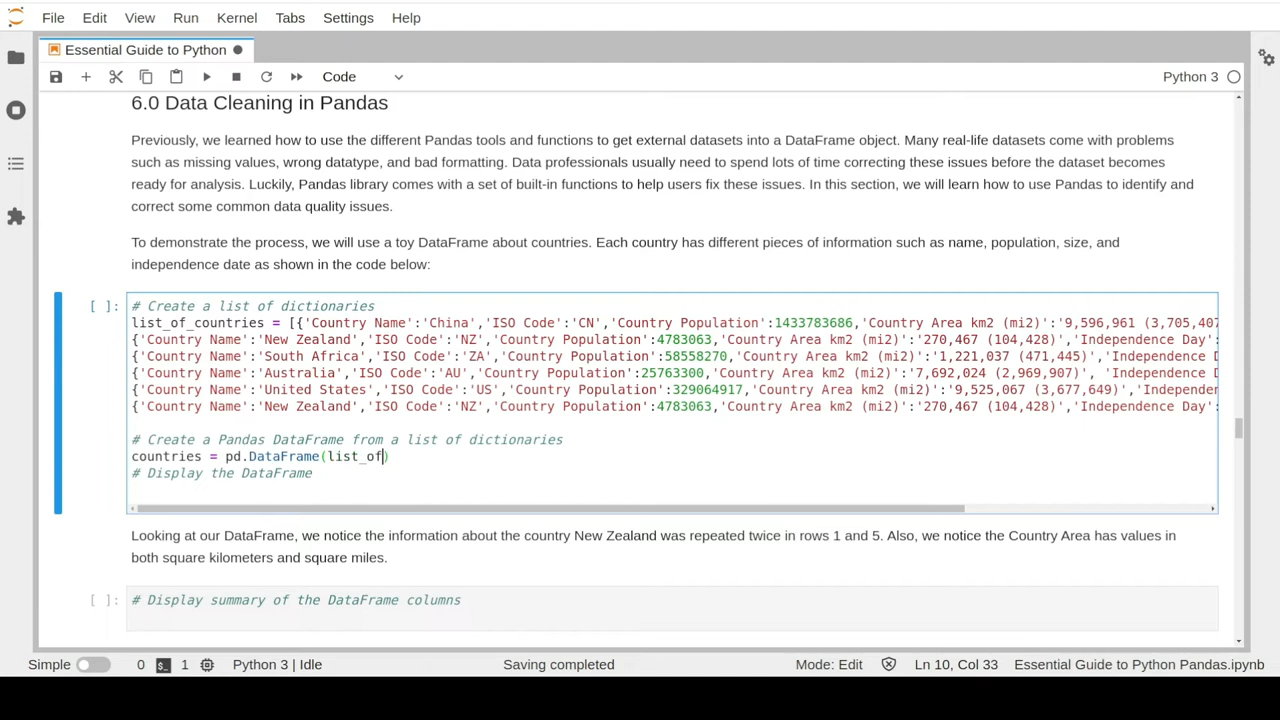 File Edit View Run Kernel Tabs Settings Help
Essential Guide to Python
Code
Python 3
6.0 Data Cleaning in Pandas
Previously, we learned how to use the different Pandas tools and functions to get external datasets into a DataFrame object. Many real-life datasets come with problems
such as missing values, wrong datatype, and bad formatting. Data professionals usually need to spend lots of time correcting these issues before the dataset becomes
ready for analysis. Luckily, Pandas library comes with a set of built-in functions to help users fix these issues. In this section, we will learn how to use Pandas to identify and
correct some common data quality issues.
To demonstrate the process, we will use a toy DataFrame about countries. Each country has different pieces of information such as name, population, size, and
independence date as shown in the code below:
[ ]: # Create a list of dictionaries
list_of_countries = [{'Country Name':'China','ISO Code':'CN','Country Population':1433783686,'Country Area km2 (mi2)':'9,596,961 (3,705,407
{'Country Name':'New Zealand','ISO Code':'NZ','Country Population':4783063,'Country Area km2 (mi2)':'270,467 (104,428)','Independence Day':
{'Country Name':'South Africa','ISO Code':'ZA','Country Population':58558270,'Country Area km2 (mi2)':'1,221,037 (471,445)','Independence D
{'Country Name':'Australia','ISO Code':'AU','Country Population':25763300,'Country Area km2 (mi2)':'7,692,024 (2,969,907)', 'Independence D
{'Country Name':'United States','ISO Code':'US','Country Population':329064917,'Country Area km2 (mi2)':'9,525,067 (3,677,649)','Independen
{'Country Name':'New Zealand','ISO Code':'NZ','Country Population':4783063,'Country Area km2 (mi2)':'270,467 (104,428)','Independence Day':
# Create a Pandas DataFrame from a list of dictionaries
countries = pd.DataFrame(list_of)
# Display the DataFrame
Looking at our DataFrame, we notice the information about the country New Zealand was repeated twice in rows 1 and 5. Also, we notice the Country Area has values in
both square kilometers and square miles.
[ ]: # Display summary of the DataFrame columns
Simple 0 1 Python 3 | Idle Saving completed Mode: Edit Ln 10, Col 33 Essential Guide to Python Pandas.ipynb